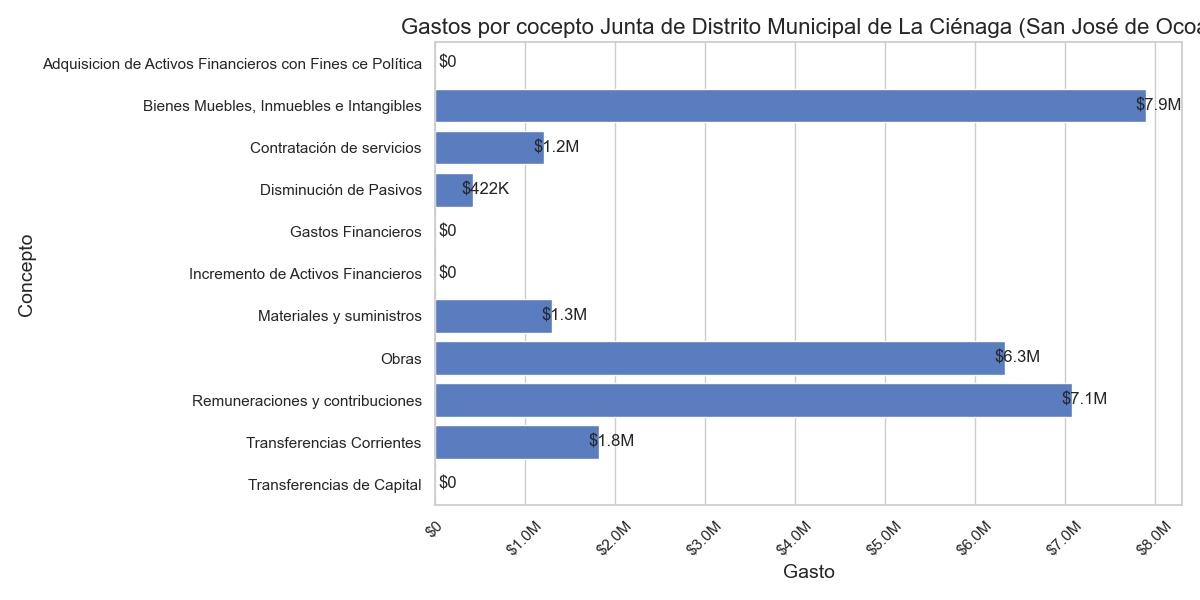 Gastos por cocepto Junta de Distrito Municipal de La Ciénaga (San José de Ocoa
Adquisicion de Activos Financieros con Fines ce Política $0
Bienes Muebles, Inmuebles e Intangibles $7.9M
Contratación de servicios $1.2M
Disminución de Pasivos $422K
Gastos Financieros $0
Incremento de Activos Financieros $0
Materiales y suministros $1.3M
Obras $6.3M
Remuneraciones y contribuciones $7.1M
Transferencias Corrientes $1.8M
Transferencias de Capital $0
Concepto
$0 $1.0M $2.0M $3.0M $4.0M $5.0M $6.0M $7.0M $8.0M
Gasto